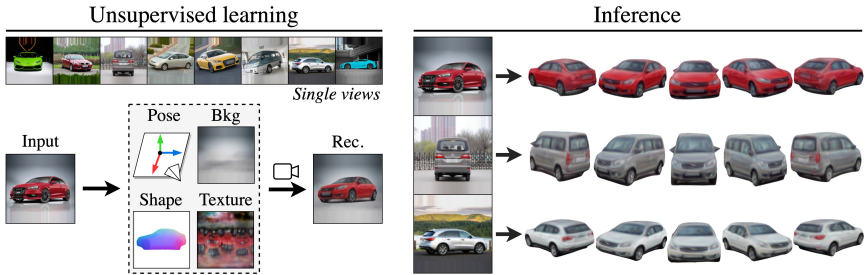 Unsupervised learning
Single views
Input
Pose
Bkg
Rec.
Shape
Texture
Inference